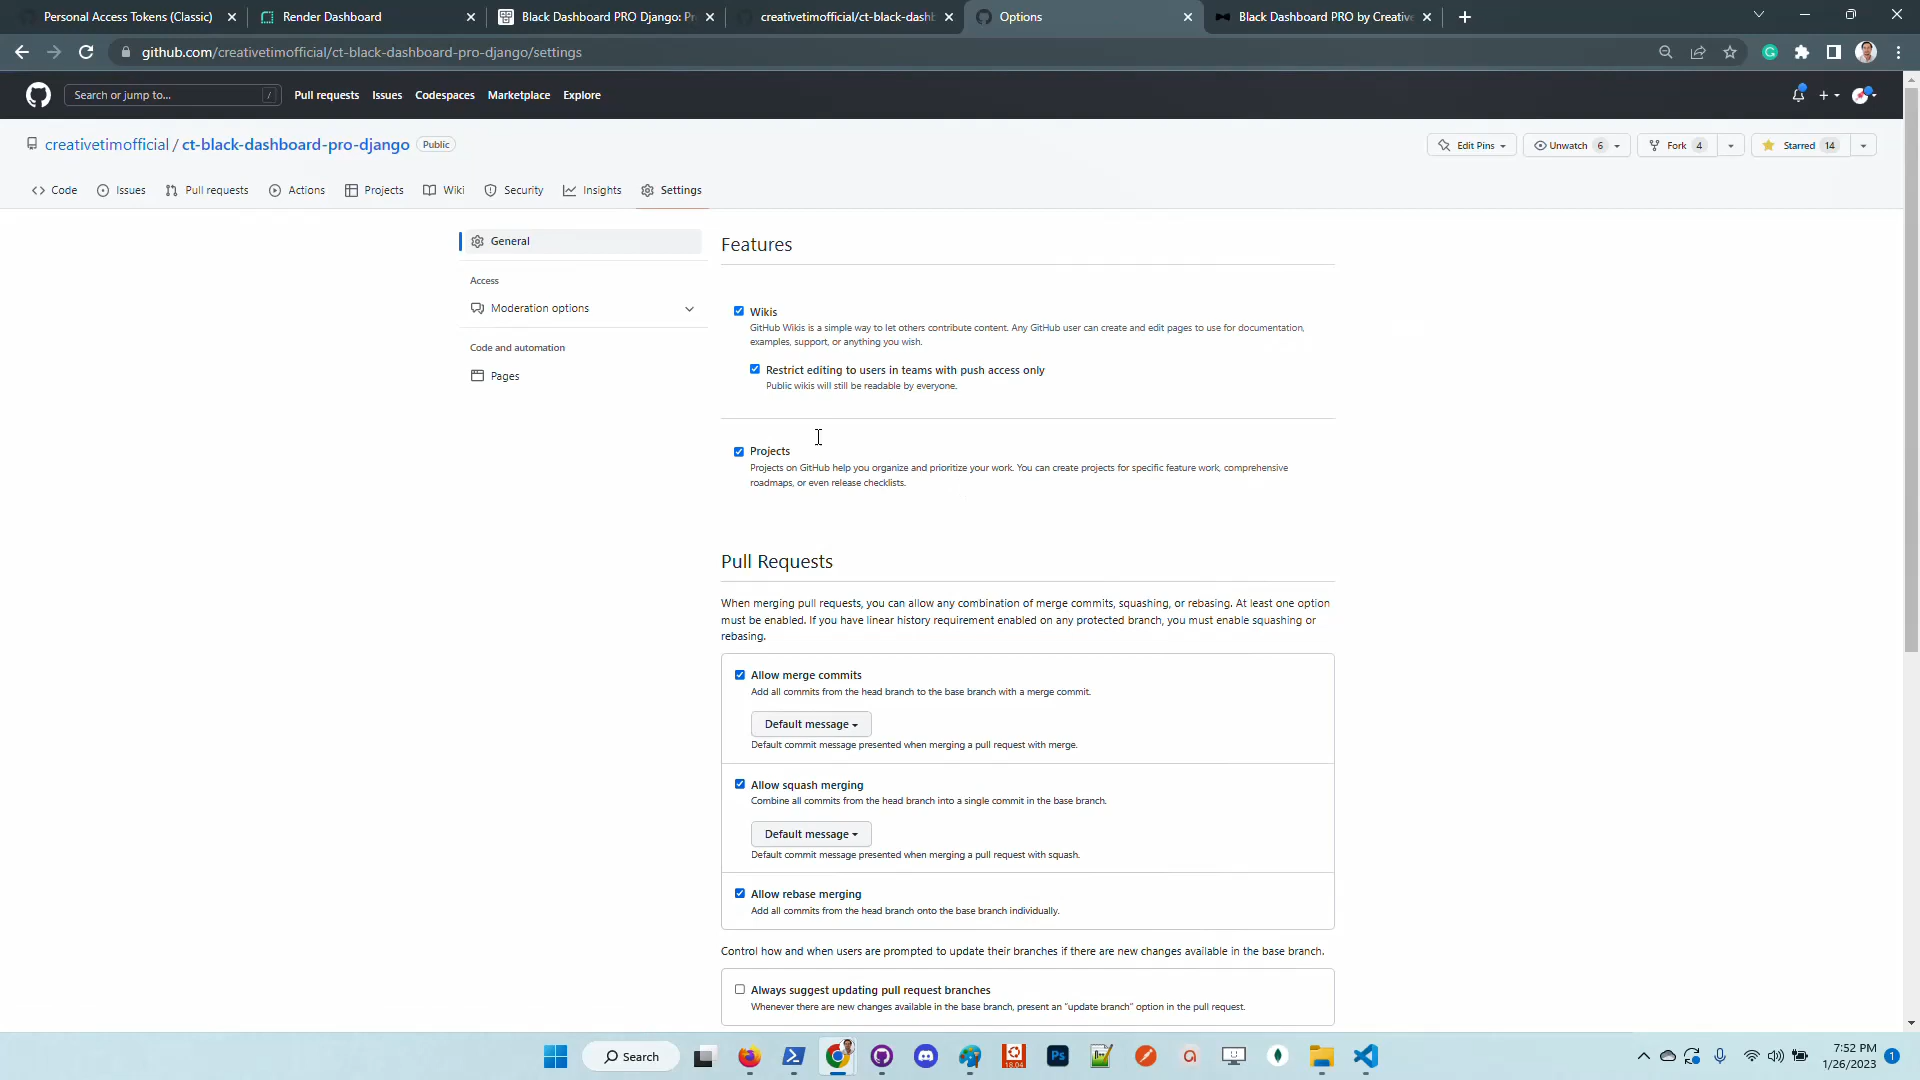 Personal Access Tokens (Classic)
Render Dashboard
Black Dashboard PRO Django: Pr
creativetimofficial/ct-black-dashb
Options
Black Dashboard PRO by Creative
github.com/creativetimofficial/ct-black-dashboard-pro-django/settings
Search or jump to... /
Pull requests
Issues
Codespaces
Marketplace
Explore
creativetimofficial / ct-black-dashboard-pro-django Public
Edit Pins
Unwatch 6
Fork 4
Starred 14
Code
Issues
Pull requests
Actions
Projects
Wiki
Security
Insights
Settings
General
Access
Moderation options
Code and automation
Pages
Features
Wikis
GitHub Wikis is a simple way to let others contribute content. Any GitHub user can create and edit pages to use for documentation,
examples, support, or anything you wish.
Restrict editing to users in teams with push access only
Public wikis will still be readable by everyone.
Projects
Projects on GitHub help you organize and prioritize your work. You can create projects for specific feature work, comprehensive
roadmaps, or even release checklists.
Pull Requests
When merging pull requests, you can allow any combination of merge commits, squashing, or rebasing. At least one option
must be enabled. If you have linear history requirement enabled on any protected branch, you must enable squashing or
rebasing.
Allow merge commits
Add all commits from the head branch to the base branch with a merge commit.
Default message
Default commit message presented when merging a pull request with merge.
Allow squash merging
Combine all commits from the head branch into a single commit in the base branch.
Default message
Default commit message presented when merging a pull request with squash.
Allow rebase merging
Add all commits from the head branch onto the base branch individually.
Control how and when users are prompted to update their branches if there are new changes available in the base branch.
Always suggest updating pull request branches
Whenever there are new changes available in the base branch, present an "update branch" option in the pull request.
Search
Ps
18.04
7:52 PM
1/26/2023
1